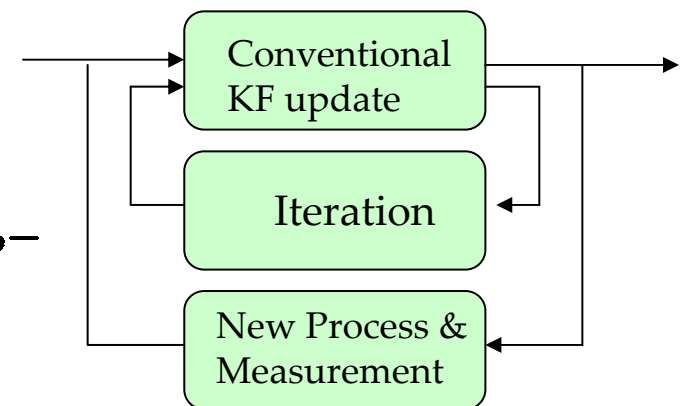 Conventional
KF update
Iteration
New Process &
Measurement